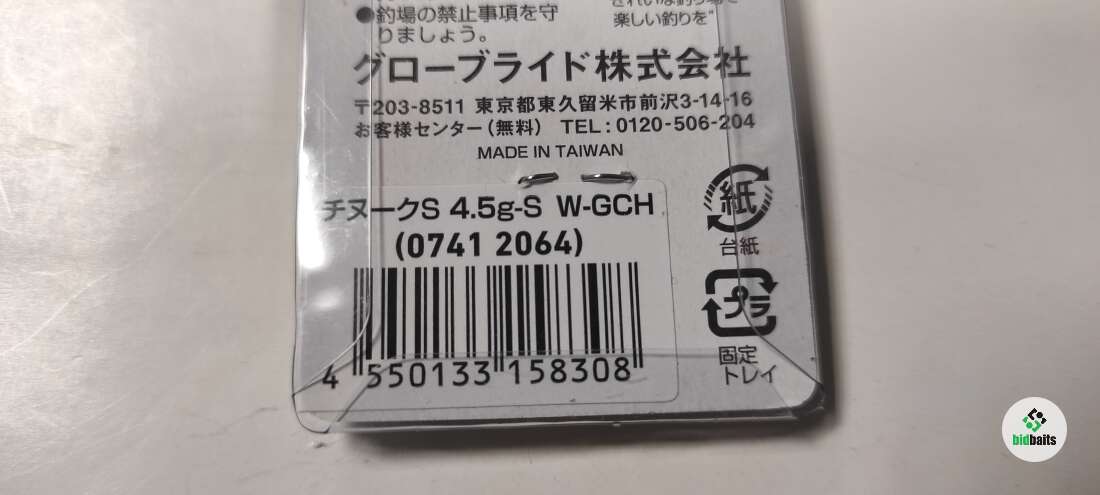 ●釣場の禁止事項を守
りましょう。
楽しい釣りを"
グローブライド株式会社
〒203-8511 東京都東久留米市前沢3-14-16
お客様センター(無料) TEL:0120-506-204
MADE IN TAIWAN
チヌークS 4.5g-S W-GCH
(0741 2064)
4 550133 158308
紙
台紙
プラ
固定
トレイ
bidbaits